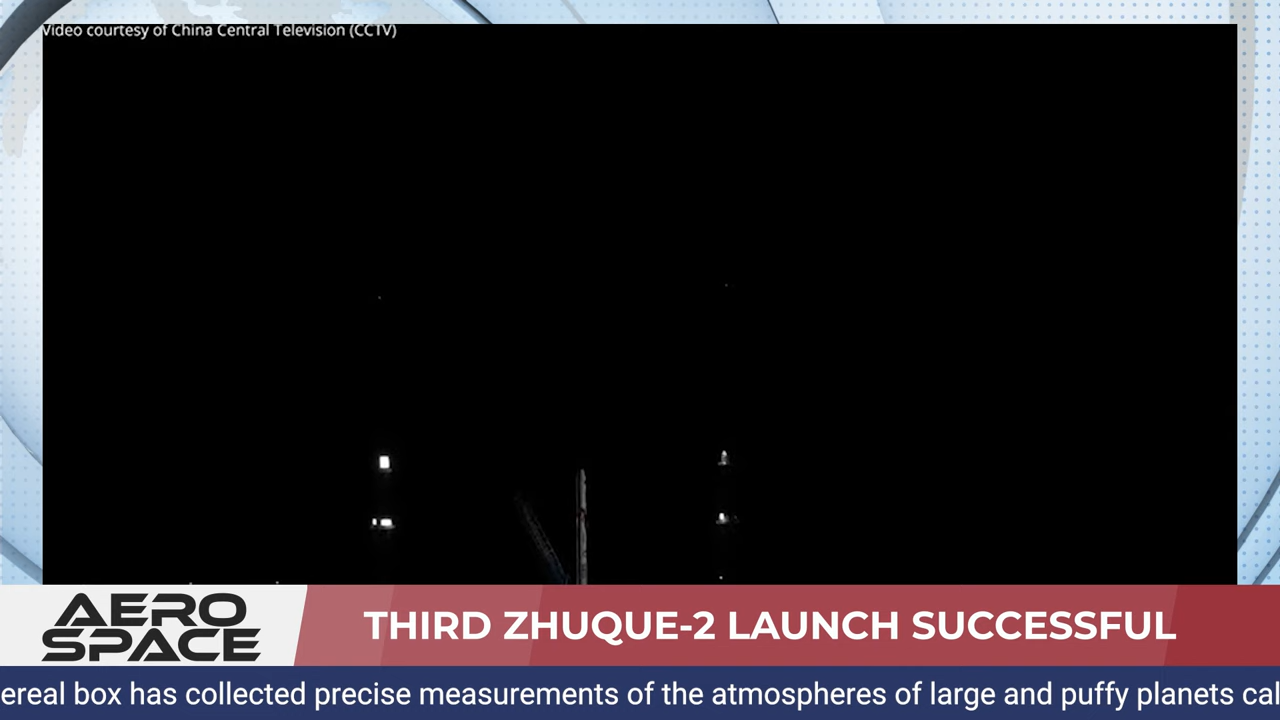 Video courtesy of China Central Television (CCTV)
AERO
SPACE
THIRD ZHUQUE-2 LAUNCH SUCCESSFUL
ereal box has collected precise measurements of the atmospheres of large and puffy planets cal